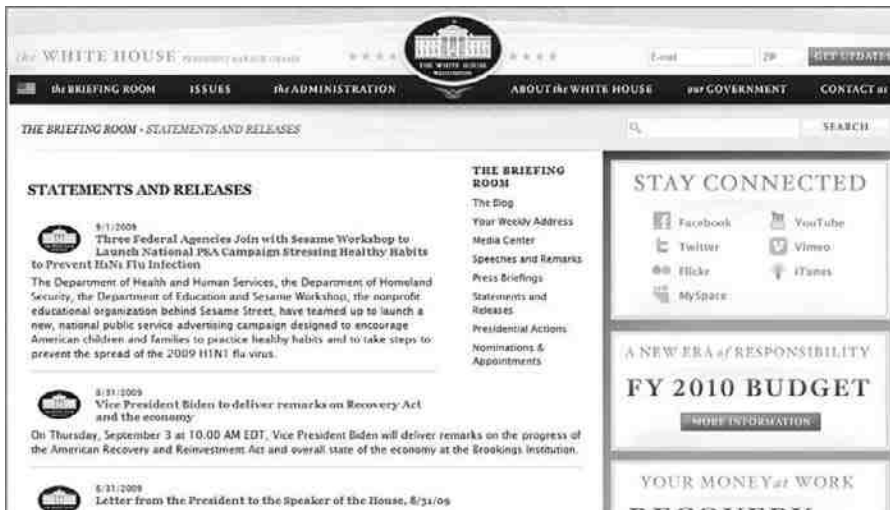 the WHITE HOUSE PRESIDENT BARACK OBAMA
THE WHITE HOUSE
WASHINGTON
E-mail
ZIP
GET UPDATES
the BRIEFING ROOM
ISSUES
the ADMINISTRATION
ABOUT the WHITE HOUSE
our GOVERNMENT
CONTACT us
THE BRIEFING ROOM • STATEMENTS AND RELEASES
SEARCH
STATEMENTS AND RELEASES
9/1/2009
Three Federal Agencies Join with Sesame Workshop to
Launch National PSA Campaign Stressing Healthy Habits
to Prevent H1N1 Flu Infection
The Department of Health and Human Services, the Department of Homeland
Security, the Department of Education and Sesame Workshop, the nonprofit
educational organization behind Sesame Street, have teamed up to launch a
new, national public service advertising campaign designed to encourage
American children and families to practice healthy habits and to take steps to
prevent the spread of the 2009 H1N1 flu virus.
8/31/2009
Vice President Biden to deliver remarks on Recovery Act
and the economy
On Thursday, September 3 at 10:00 AM EDT, Vice President Biden will deliver remarks on the progress of
the American Recovery and Reinvestment Act and overall state of the economy at the Brookings Institution.
8/31/2009
Letter from the President to the Speaker of the House, 8/31/09
THE BRIEFING
ROOM
The Blog
Your Weekly Address
Media Center
Speeches and Remarks
Press Briefings
Statements and
Releases
Presidential Actions
Nominations &
Appointments
STAY CONNECTED
Facebook
YouTube
Twitter
Vimeo
Flickr
iTunes
MySpace
A NEW ERA of RESPONSIBILITY
FY 2010 BUDGET
MORE INFORMATION
YOUR MONEY at WORK
RECOVERY